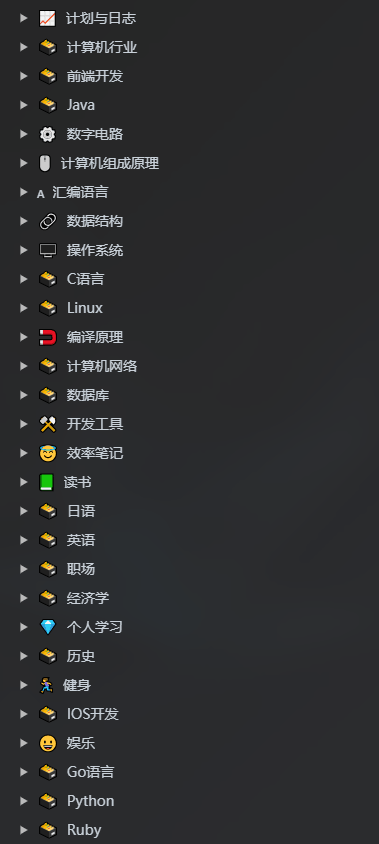 计划与日志
计算机行业
前端开发
Java
数字电路
计算机组成原理
A 汇编语言
数据结构
操作系统
C语言
Linux
编译原理
计算机网络
数据库
开发工具
效率笔记
读书
日语
英语
职场
经济学
个人学习
历史
健身
IOS开发
娱乐
Go语言
Python
Ruby